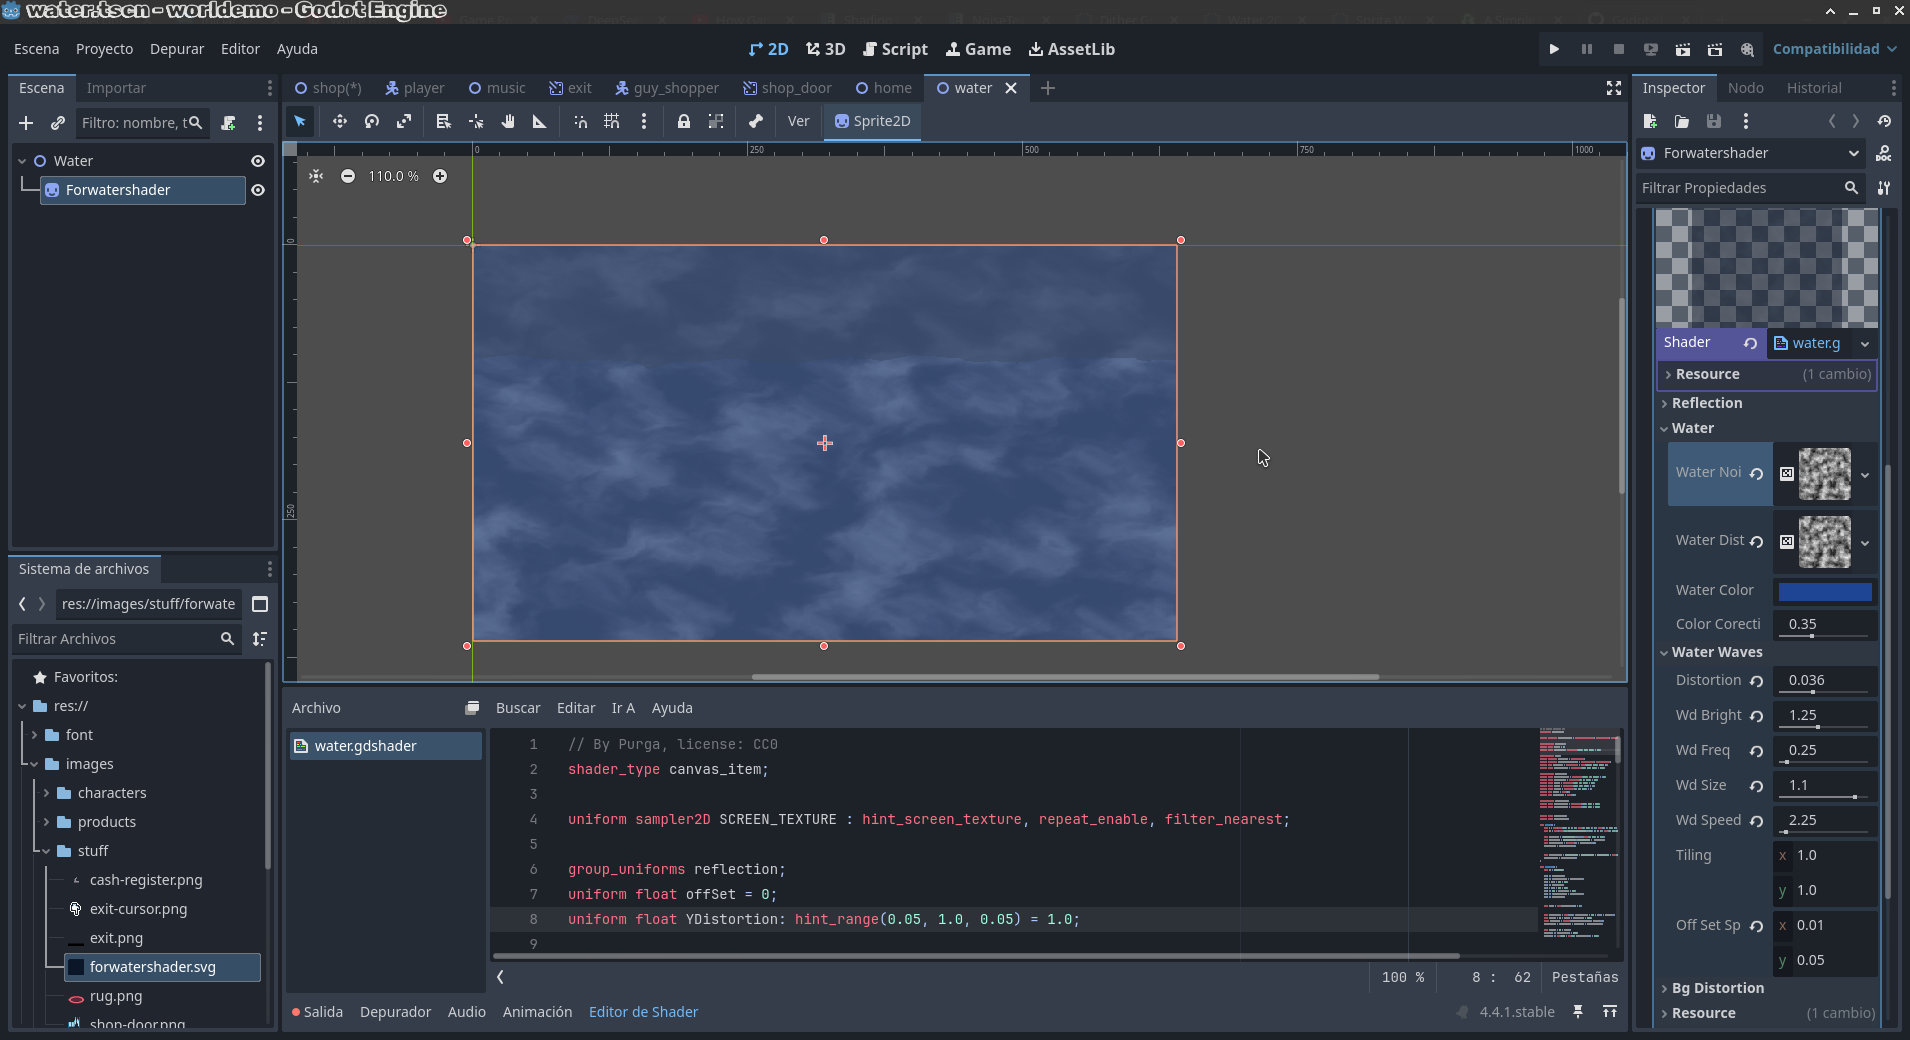 water.tscn - worldemo - Godot Engine
Escena Proyecto Depurar Editor Ayuda
2D 3D Script Game AssetLib
Compatibilidad
Escena Importar
Filtro: nombre, t
Water
Forwatershader
shop(*) player music exit guy_shopper shop_door home water
Ver Sprite2D
0 250 500 750 1000
110.0 %
0
250
Sistema de archivos
res://images/stuff/forwate
Filtrar Archivos
Favoritos:
res://
font
images
characters
products
stuff
cash-register.png
exit-cursor.png
exit.png
forwatershader.svg
rug.png
shop-door.png
Archivo Buscar Editar Ir A Ayuda
water.gdshader
1 // By Purga, license: CC0
2 shader_type canvas_item;
3
4 uniform sampler2D SCREEN_TEXTURE : hint_screen_texture, repeat_enable, filter_nearest;
5
6 group_uniforms reflection;
7 uniform float offSet = 0;
8 uniform float YDistortion: hint_range(0.05, 1.0, 0.05) = 1.0;
9
100 % 8 : 62 Pestañas
Salida Depurador Audio Animación Editor de Shader 4.4.1.stable
Inspector Nodo Historial
Forwatershader
DOC
Filtrar Propiedades
Shader water.g
Resource (1 cambio)
Reflection
Water
Water Noi
Water Dist
Water Color
Color Corecti 0.35
Water Waves
Distortion 0.036
Wd Bright 1.25
Wd Freq 0.25
Wd Size 1.1
Wd Speed 2.25
Tiling x 1.0
y 1.0
Off Set Sp x 0.01
y 0.05
Bg Distortion
Resource (1 cambio)